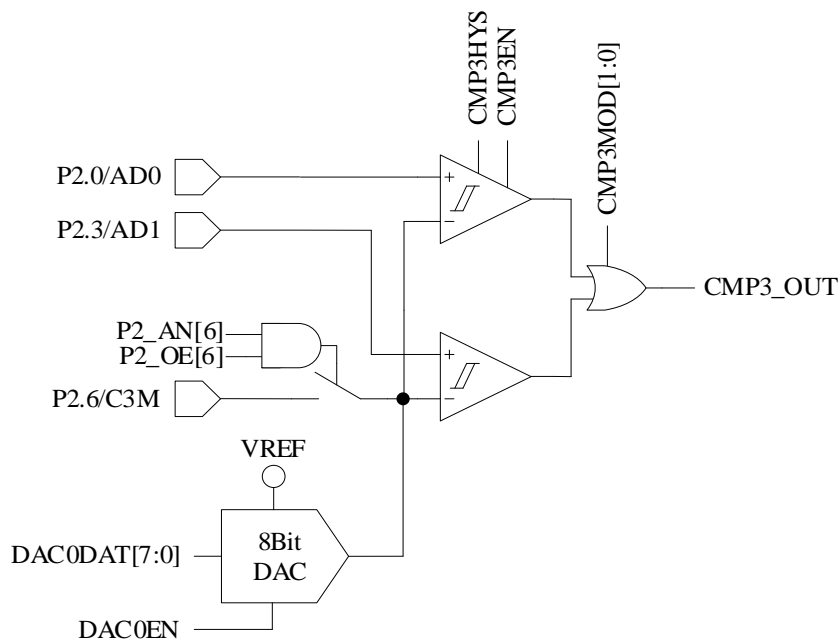 CMP3HYS
CMP3EN
CMP3MOD[1:0]
P2.0/AD0
+
−
P2.3/AD1
CMP3_OUT
P2_AN[6]
P2_OE[6]
+
−
P2.6/C3M
VREF
DAC0DAT[7:0]
8Bit
DAC
DAC0EN